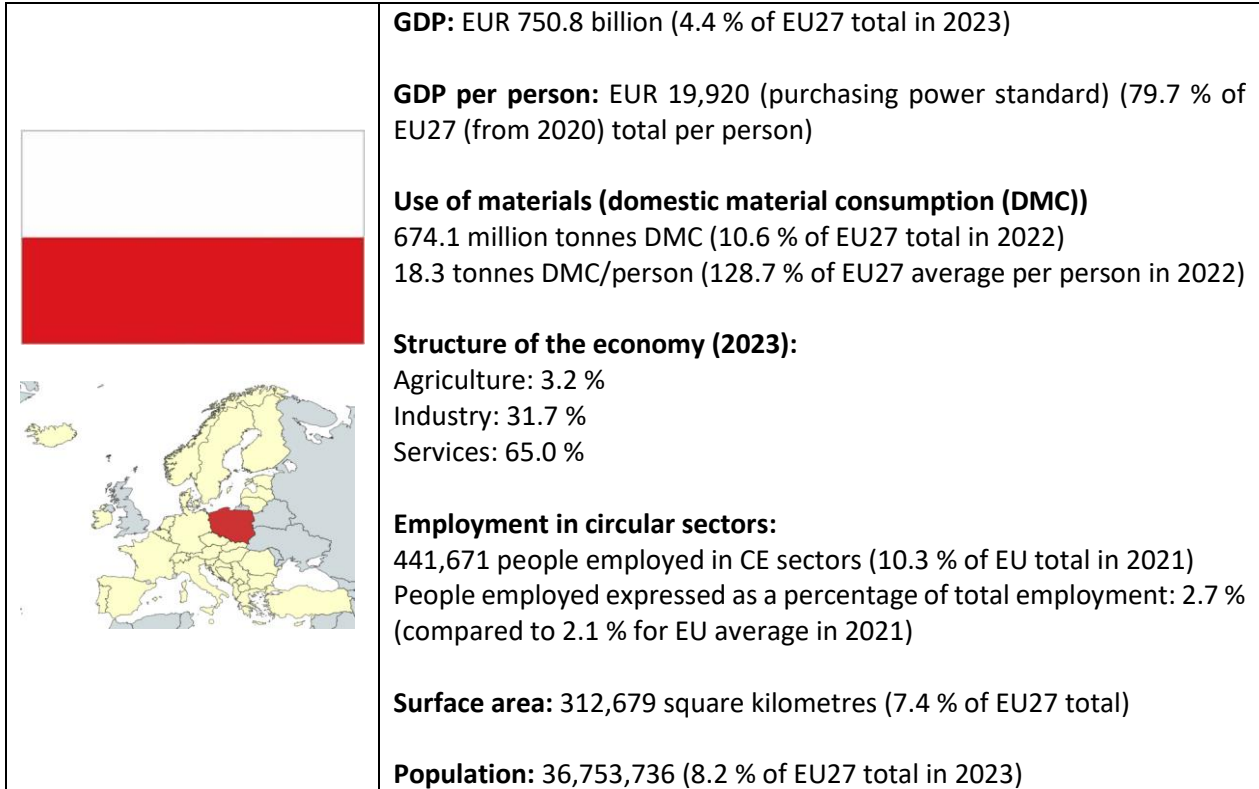 GDP: EUR 750.8 billion (4.4 % of EU27 total in 2023)
GDP per person: EUR 19,920 (purchasing power standard) (79.7 % of
EU27 (from 2020) total per person)
Use of materials (domestic material consumption (DMC))
674.1 million tonnes DMC (10.6 % of EU27 total in 2022)
18.3 tonnes DMC/person (128.7 % of EU27 average per person in 2022)
Structure of the economy (2023):
Agriculture: 3.2 %
Industry: 31.7 %
Services: 65.0 %
Employment in circular sectors:
441,671 people employed in CE sectors (10.3 % of EU total in 2021)
People employed expressed as a percentage of total employment: 2.7 %
(compared to 2.1 % for EU average in 2021)
Surface area: 312,679 square kilometres (7.4 % of EU27 total)
Population: 36,753,736 (8.2 % of EU27 total in 2023)